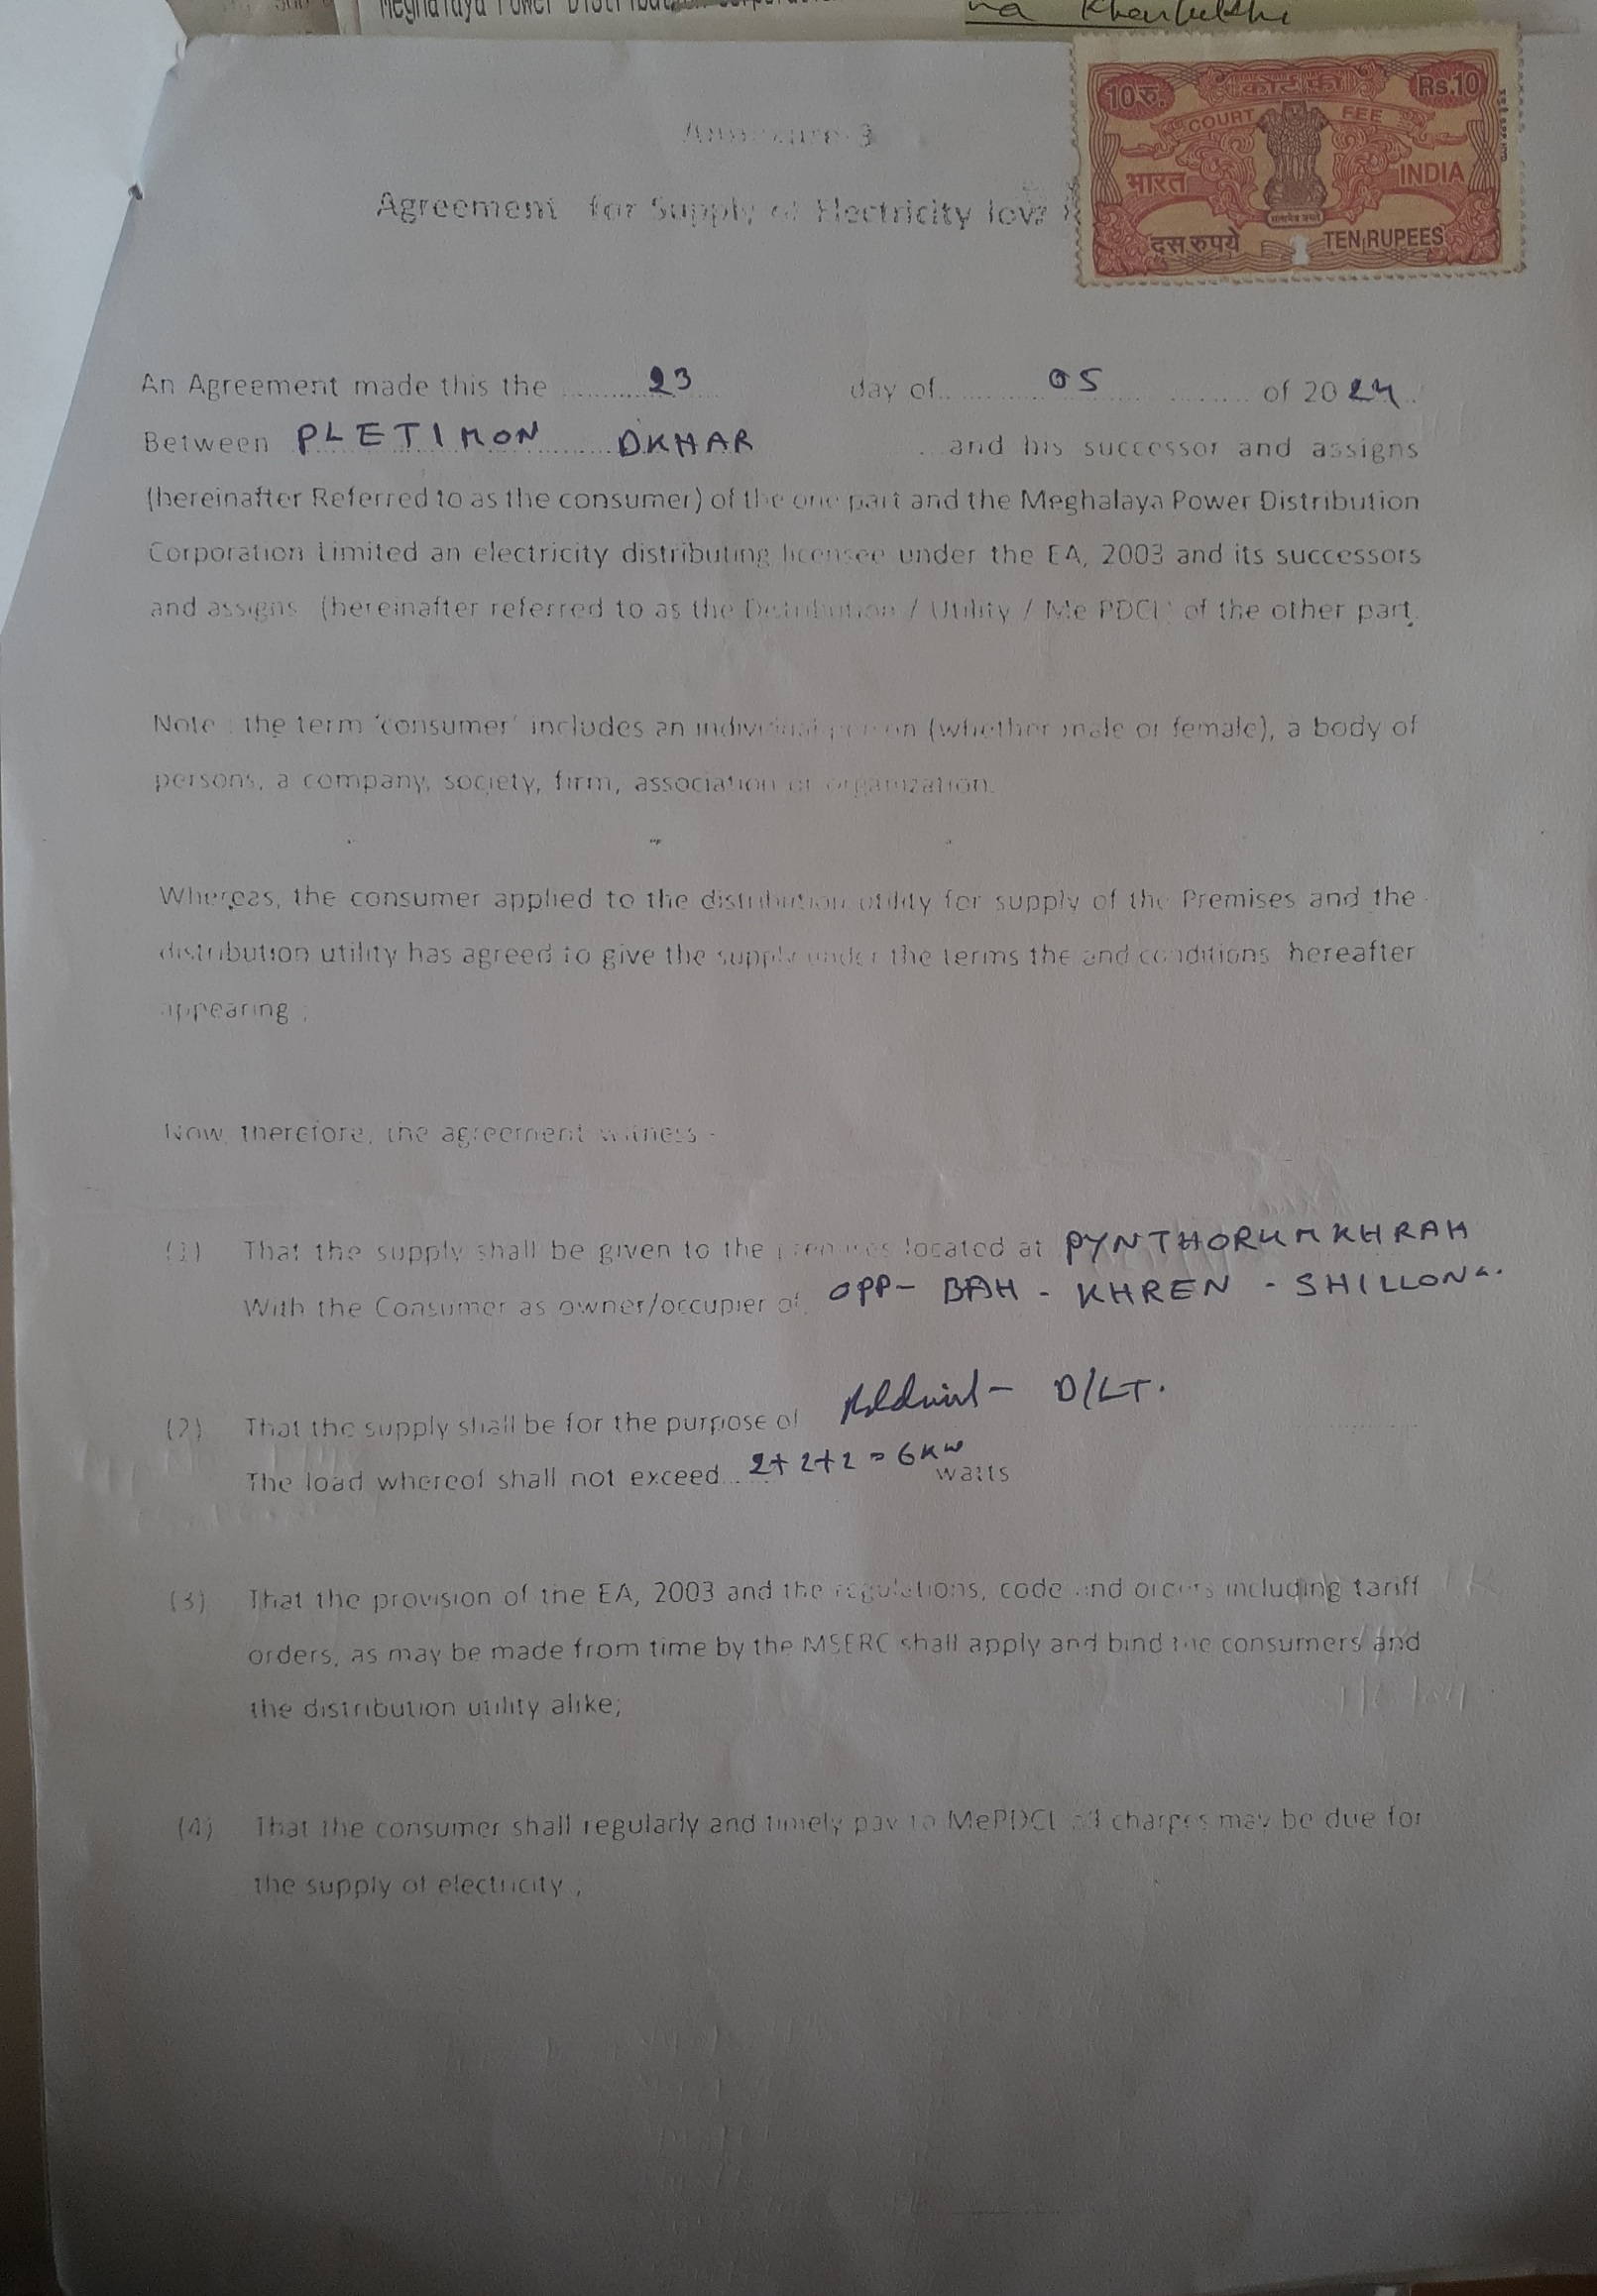 Meghalaya Power Distribution Corporation
na Kharbukhi
10 रु. कोर्ट फी Rs.10
COURT FEE
भारत INDIA
सत्यमेव जयते
दस रुपये TEN RUPEES
Annexure-3
Agreement for Supply of Electricity low
An Agreement made this the 23 day of 05 of 2024
Between PLETIMON DKHAR and his successor and assigns
(hereinafter Referred to as the consumer) of the one part and the Meghalaya Power Distribution
Corporation Limited an electricity distributing licensee under the EA, 2003 and its successors
and assigns (hereinafter referred to as the Distribution / Utility / Me PDCL' of the other part.
Note : the term 'consumer' includes an individual person (whether male or female), a body of
persons, a company, society, firm, association or organization.
Whereas, the consumer applied to the distribution utility for supply of the Premises and the
distribution utility has agreed to give the supply under the terms the and conditions hereafter
appearing ;
Now, therefore, the agreement witness -
(1) That the supply shall be given to the premises located at PYNTHORUMKHRAH
With the Consumer as owner/occupier of OPP- BAH - KHREN - SHILLONG.
(2) That the supply shall be for the purpose of D/LT.
The load whereof shall not exceed 2+2+2=6KW watts
(3) That the provision of the EA, 2003 and the regulations, code and orders including tariff
orders, as may be made from time by the MSERC shall apply and bind the consumers and
the distribution utility alike;
(4) That the consumer shall regularly and timely pay to MePDCL all charges may be due for
the supply of electricity ;